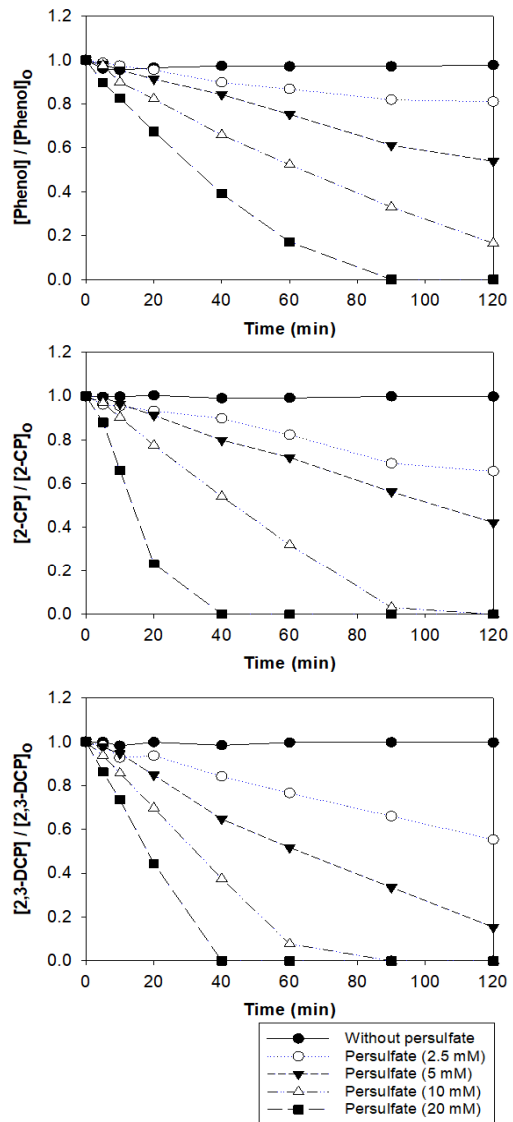 1.2
1.0
0.8
0.6
0.4
0.2
0.0
[Phenol] / [Phenol]o
0 20 40 60 80 100 120
Time (min)
1.2
1.0
0.8
0.6
0.4
0.2
0.0
[2-CP] / [2-CP]o
0 20 40 60 80 100 120
Time (min)
1.2
1.0
0.8
0.6
0.4
0.2
0.0
[2,3-DCP] / [2,3-DCP]o
0 20 40 60 80 100 120
Time (min)
Without persulfate
Persulfate (2.5 mM)
Persulfate (5 mM)
Persulfate (10 mM)
Persulfate (20 mM)